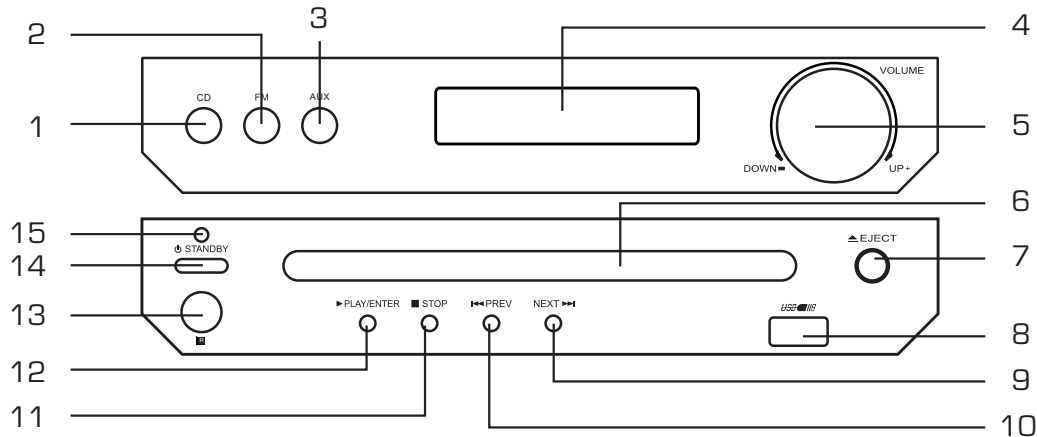 3
2
4
CD
FM
AUX
VOLUME
1
5
DOWN -
UP +
6
15
STANDBY
EJECT
14
7
▶ PLAY/ENTER
■ STOP
PREV
NEXT
USB
13
8
12
9
11
10